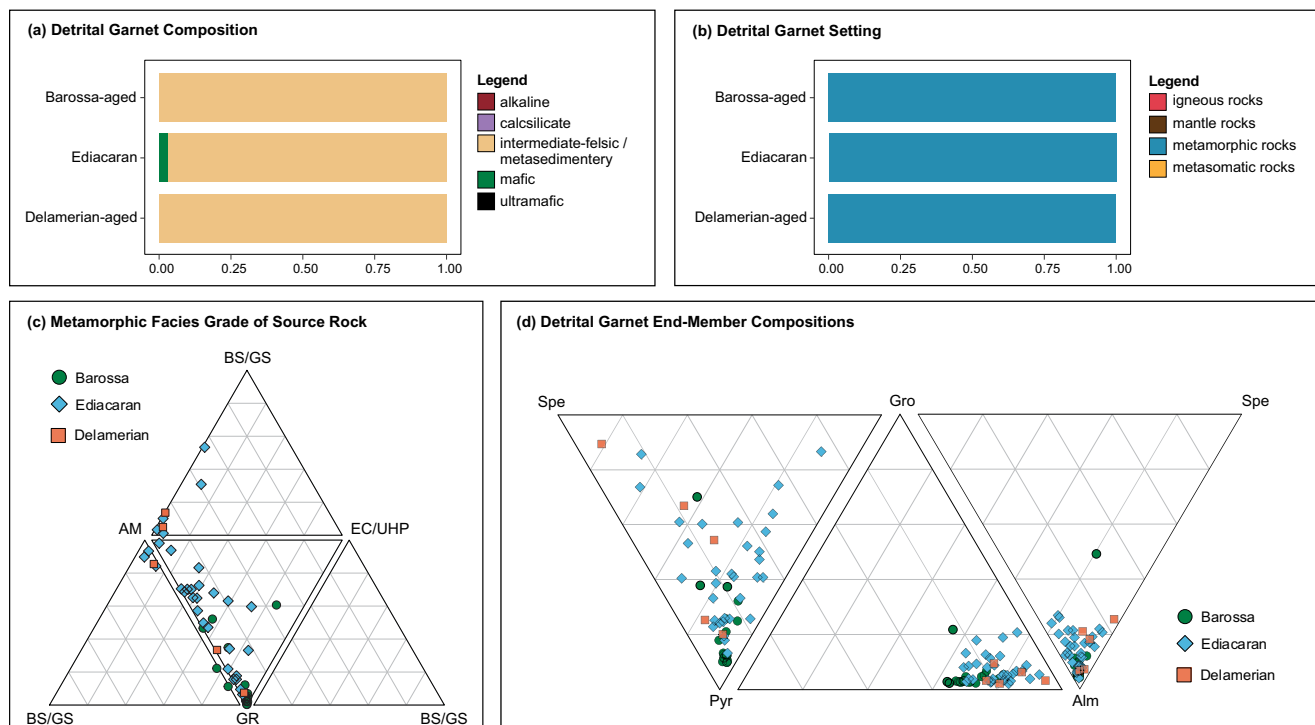 (a) Detrital Garnet Composition
Barossa-aged
Ediacaran
Delamerian-aged
0.00 0.25 0.50 0.75 1.00
Legend
alkaline
calcsilicate
intermediate-felsic /
metasedimentery
mafic
ultramafic
(b) Detrital Garnet Setting
Barossa-aged
Ediacaran
Delamerian-aged
0.00 0.25 0.50 0.75 1.00
Legend
igneous rocks
mantle rocks
metamorphic rocks
metasomatic rocks
(c) Metamorphic Facies Grade of Source Rock
Barossa
Ediacaran
Delamerian
BS/GS
AM EC/UHP
BS/GS GR BS/GS
(d) Detrital Garnet End-Member Compositions
Spe Gro Spe
Pyr Alm
Barossa
Ediacaran
Delamerian